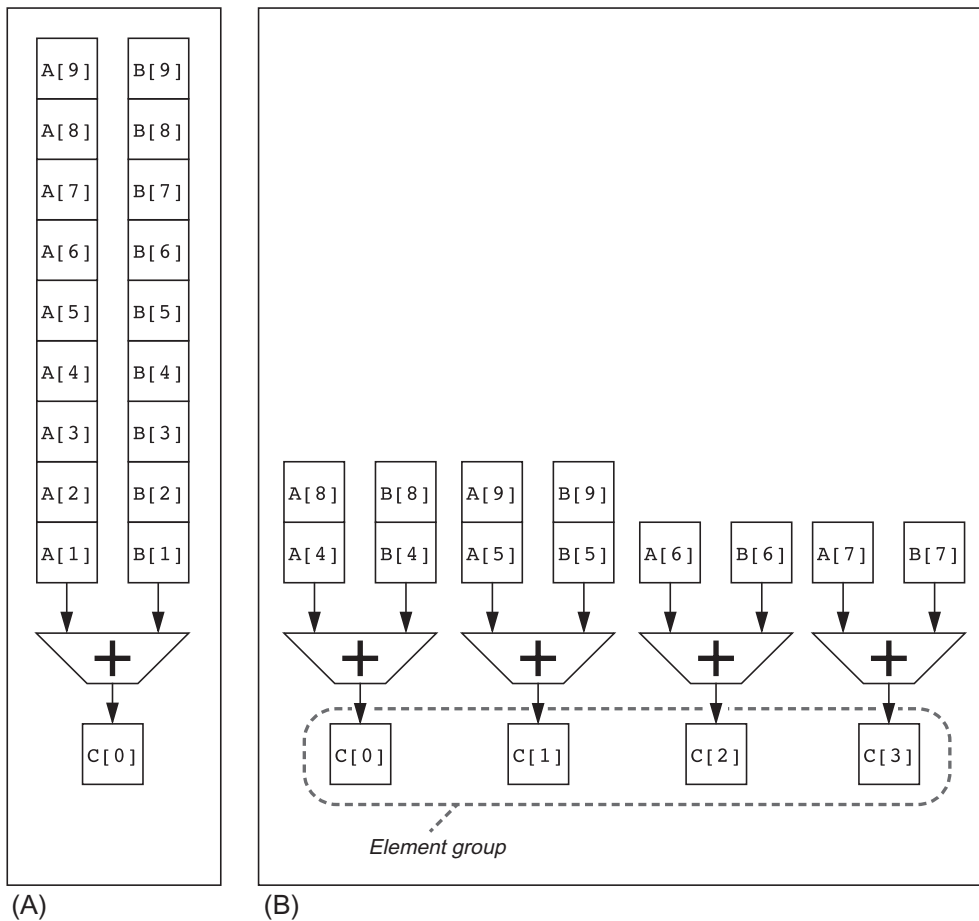 A[9] B[9]
A[8] B[8]
A[7] B[7]
A[6] B[6]
A[5] B[5]
A[4] B[4]
A[3] B[3]
A[2] B[2]
A[1] B[1]
+
C[0]
(A)
A[8] B[8] A[9] B[9]
A[4] B[4] A[5] B[5] A[6] B[6] A[7] B[7]
+ + + +
C[0] C[1] C[2] C[3]
Element group
(B)